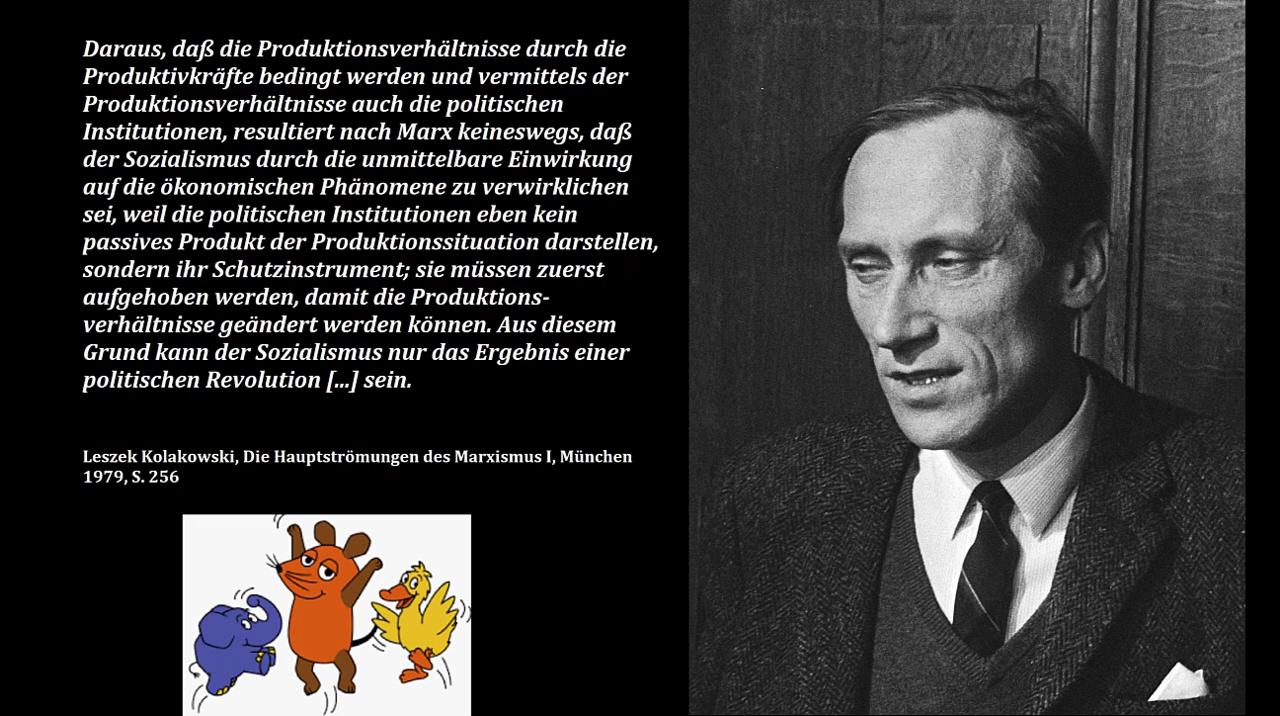 Daraus, daß die Produktionsverhältnisse durch die
Produktivkräfte bedingt werden und vermittels der
Produktionsverhältnisse auch die politischen
Institutionen, resultiert nach Marx keineswegs, daß
der Sozialismus durch die unmittelbare Einwirkung
auf die ökonomischen Phänomene zu verwirklichen
sei, weil die politischen Institutionen eben kein
passives Produkt der Produktionssituation darstellen,
sondern ihr Schutzinstrument; sie müssen zuerst
aufgehoben werden, damit die Produktions-
verhältnisse geändert werden können. Aus diesem
Grund kann der Sozialismus nur das Ergebnis einer
politischen Revolution [...] sein.
Leszek Kolakowski, Die Hauptströmungen des Marxismus I, München
1979, S. 256